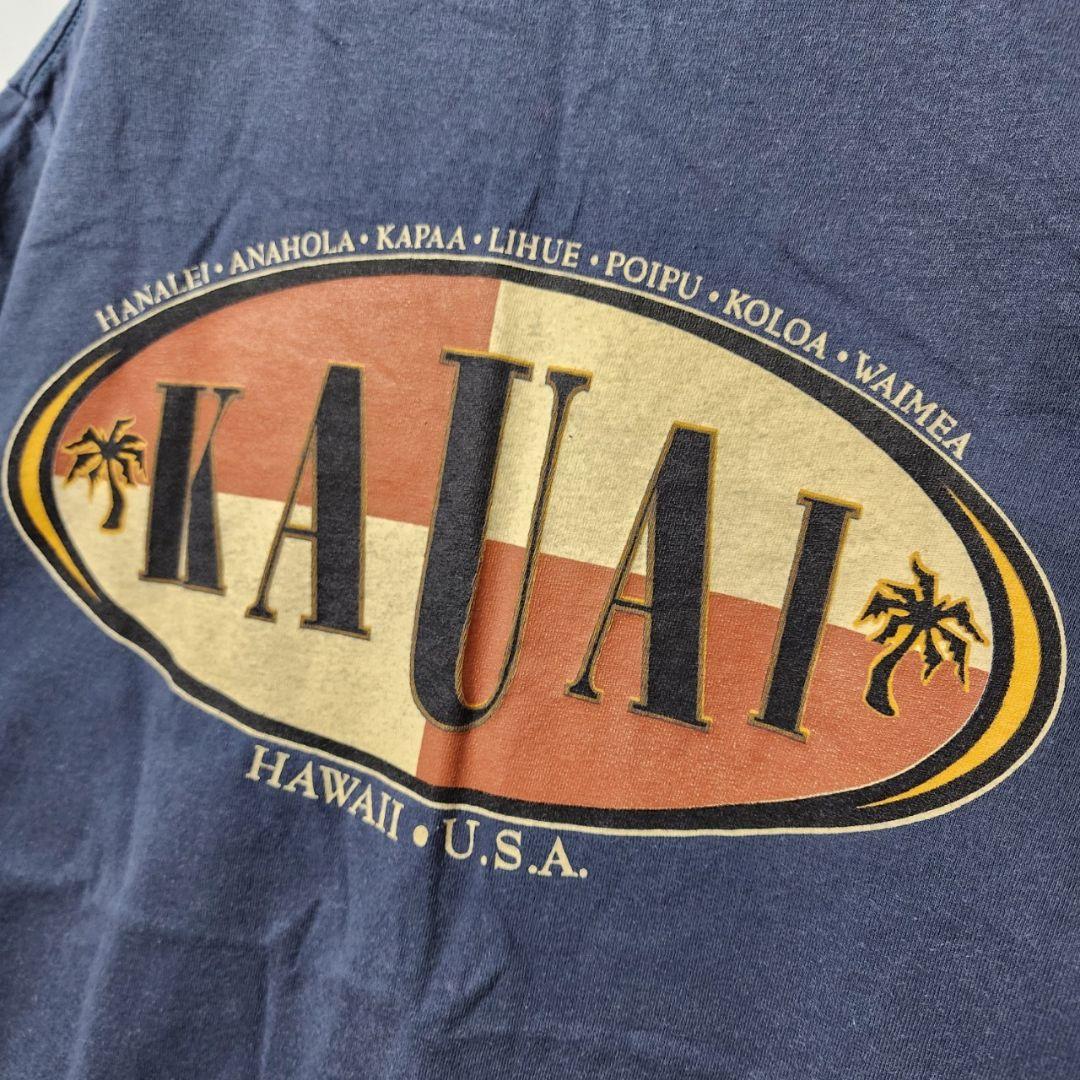 HANALEI • ANAHOLA • KAPAA • LIHUE • POIPU • KOLOA • WAIMEA
KAUAI
HAWAII • U.S.A.